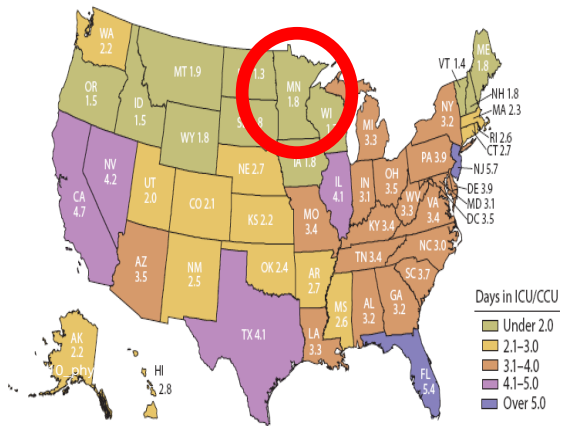 WA
2.2
OR
1.5
ID
1.5
MT 1.9
WY 1.8
NV
4.2
CA
4.7
UT
2.0
CO 2.1
AZ
3.5
NM
2.5
NE 2.7
KS 2.2
OK 2.4
TX 4.1
MN
1.8
WI
IA 1.8
MO
3.4
AR
2.7
LA
3.3
IL
4.1
MS
2.6
MI
3.3
IN
3.1
OH
3.5
KY 3.4
TN 3.4
AL
3.2
GA
3.2
FL
5.4
SC 3.7
NC 3.0
VA
3.4
WV
3.3
PA 3.9
NY
3.2
VT 1.4
ME
1.8
NH 1.8
MA 2.3
RI 2.6
CT 2.7
NJ 5.7
DE 3.9
MD 3.1
DC 3.5
AK
2.2
HI
2.8
Days in ICU/CCU
Under 2.0
2.1–3.0
3.1–4.0
4.1–5.0
Over 5.0